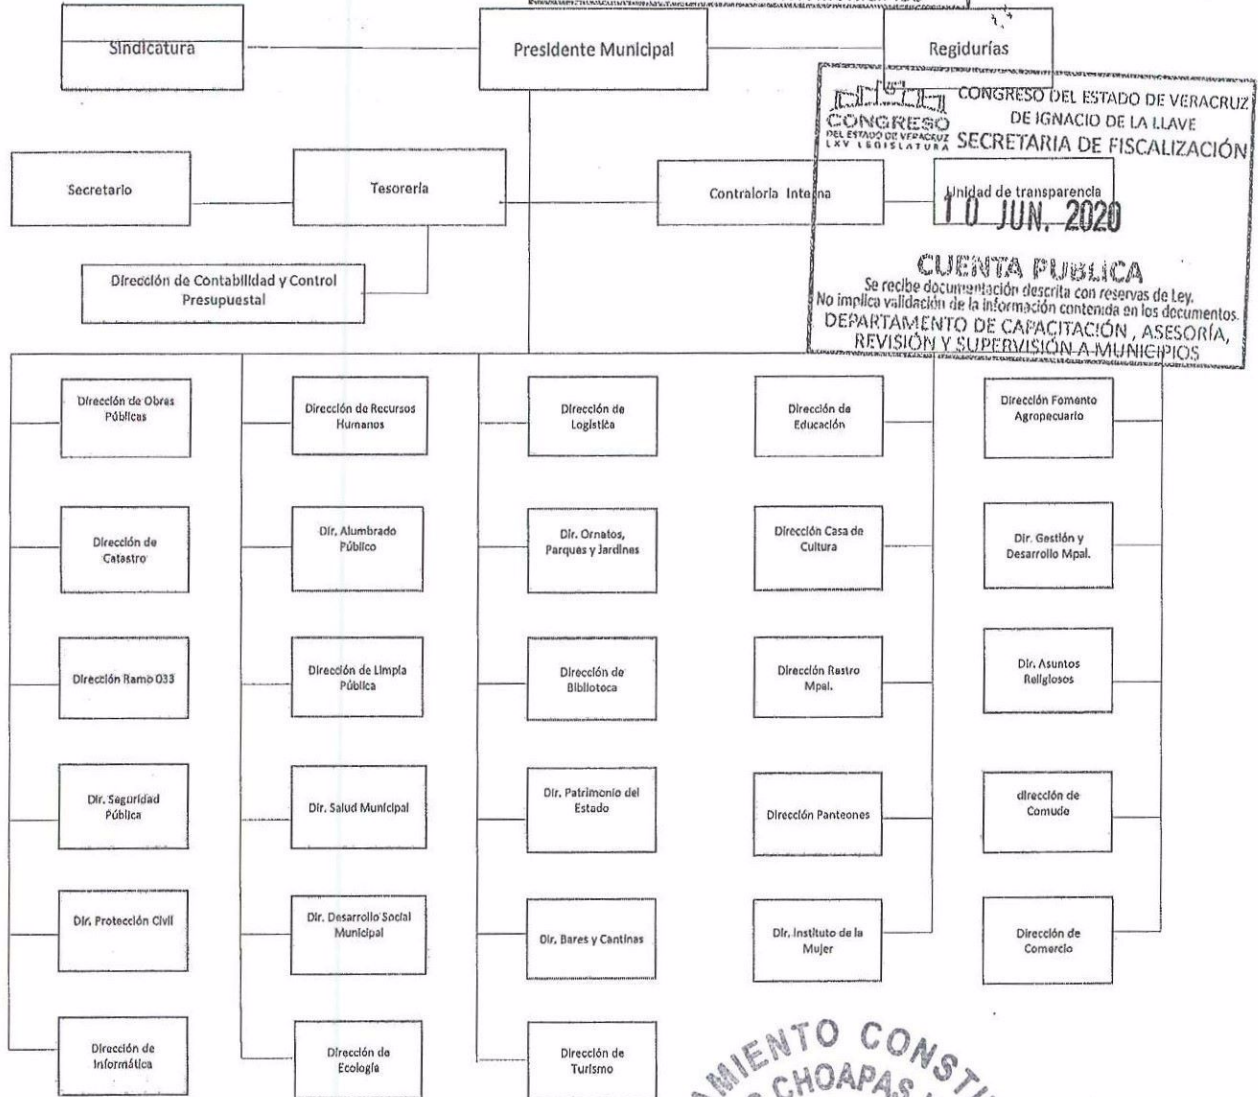 Sindicatura
Presidente Municipal
Regidurías
CONGRESO DEL ESTADO DE VERACRUZ
DE IGNACIO DE LA LLAVE
SECRETARIA DE FISCALIZACIÓN
CONGRESO
DEL ESTADO DE VERACRUZ
LXV LEGISLATURA
Secretario
Tesorería
Contraloría Interna
Unidad de transparencia
10 JUN. 2020
CUENTA PUBLICA
Se recibe documentación descrita con reservas de Ley.
No implica validación de la información contenida en los documentos.
DEPARTAMENTO DE CAPACITACIÓN, ASESORÍA,
REVISIÓN Y SUPERVISIÓN A MUNICIPIOS
Dirección de Contabilidad y Control
Presupuestal
Dirección de Obras
Públicas
Dirección de Recursos
Humanos
Dirección de
Logística
Dirección de
Educación
Dirección Fomento
Agropecuario
Dirección de
Catastro
Dir. Alumbrado
Público
Dir. Ornatos,
Parques y Jardines
Dirección Casa de
Cultura
Dir. Gestión y
Desarrollo Mpal.
Dirección Ramo 033
Dirección de Limpia
Pública
Dirección de
Biblioteca
Dirección Rastro
Mpal.
Dir. Asuntos
Religiosos
Dir. Seguridad
Pública
Dir. Salud Municipal
Dir. Patrimonio del
Estado
Dirección Panteones
dirección de
Comude
Dir. Protección Civil
Dir. Desarrollo Social
Municipal
Dir. Bares y Cantinas
Dir. Instituto de la
Mujer
Dirección de
Comercio
Dirección de
Informática
Dirección de
Ecología
Dirección de
Turismo
AMIENTO CONSTI
CHOAPAS